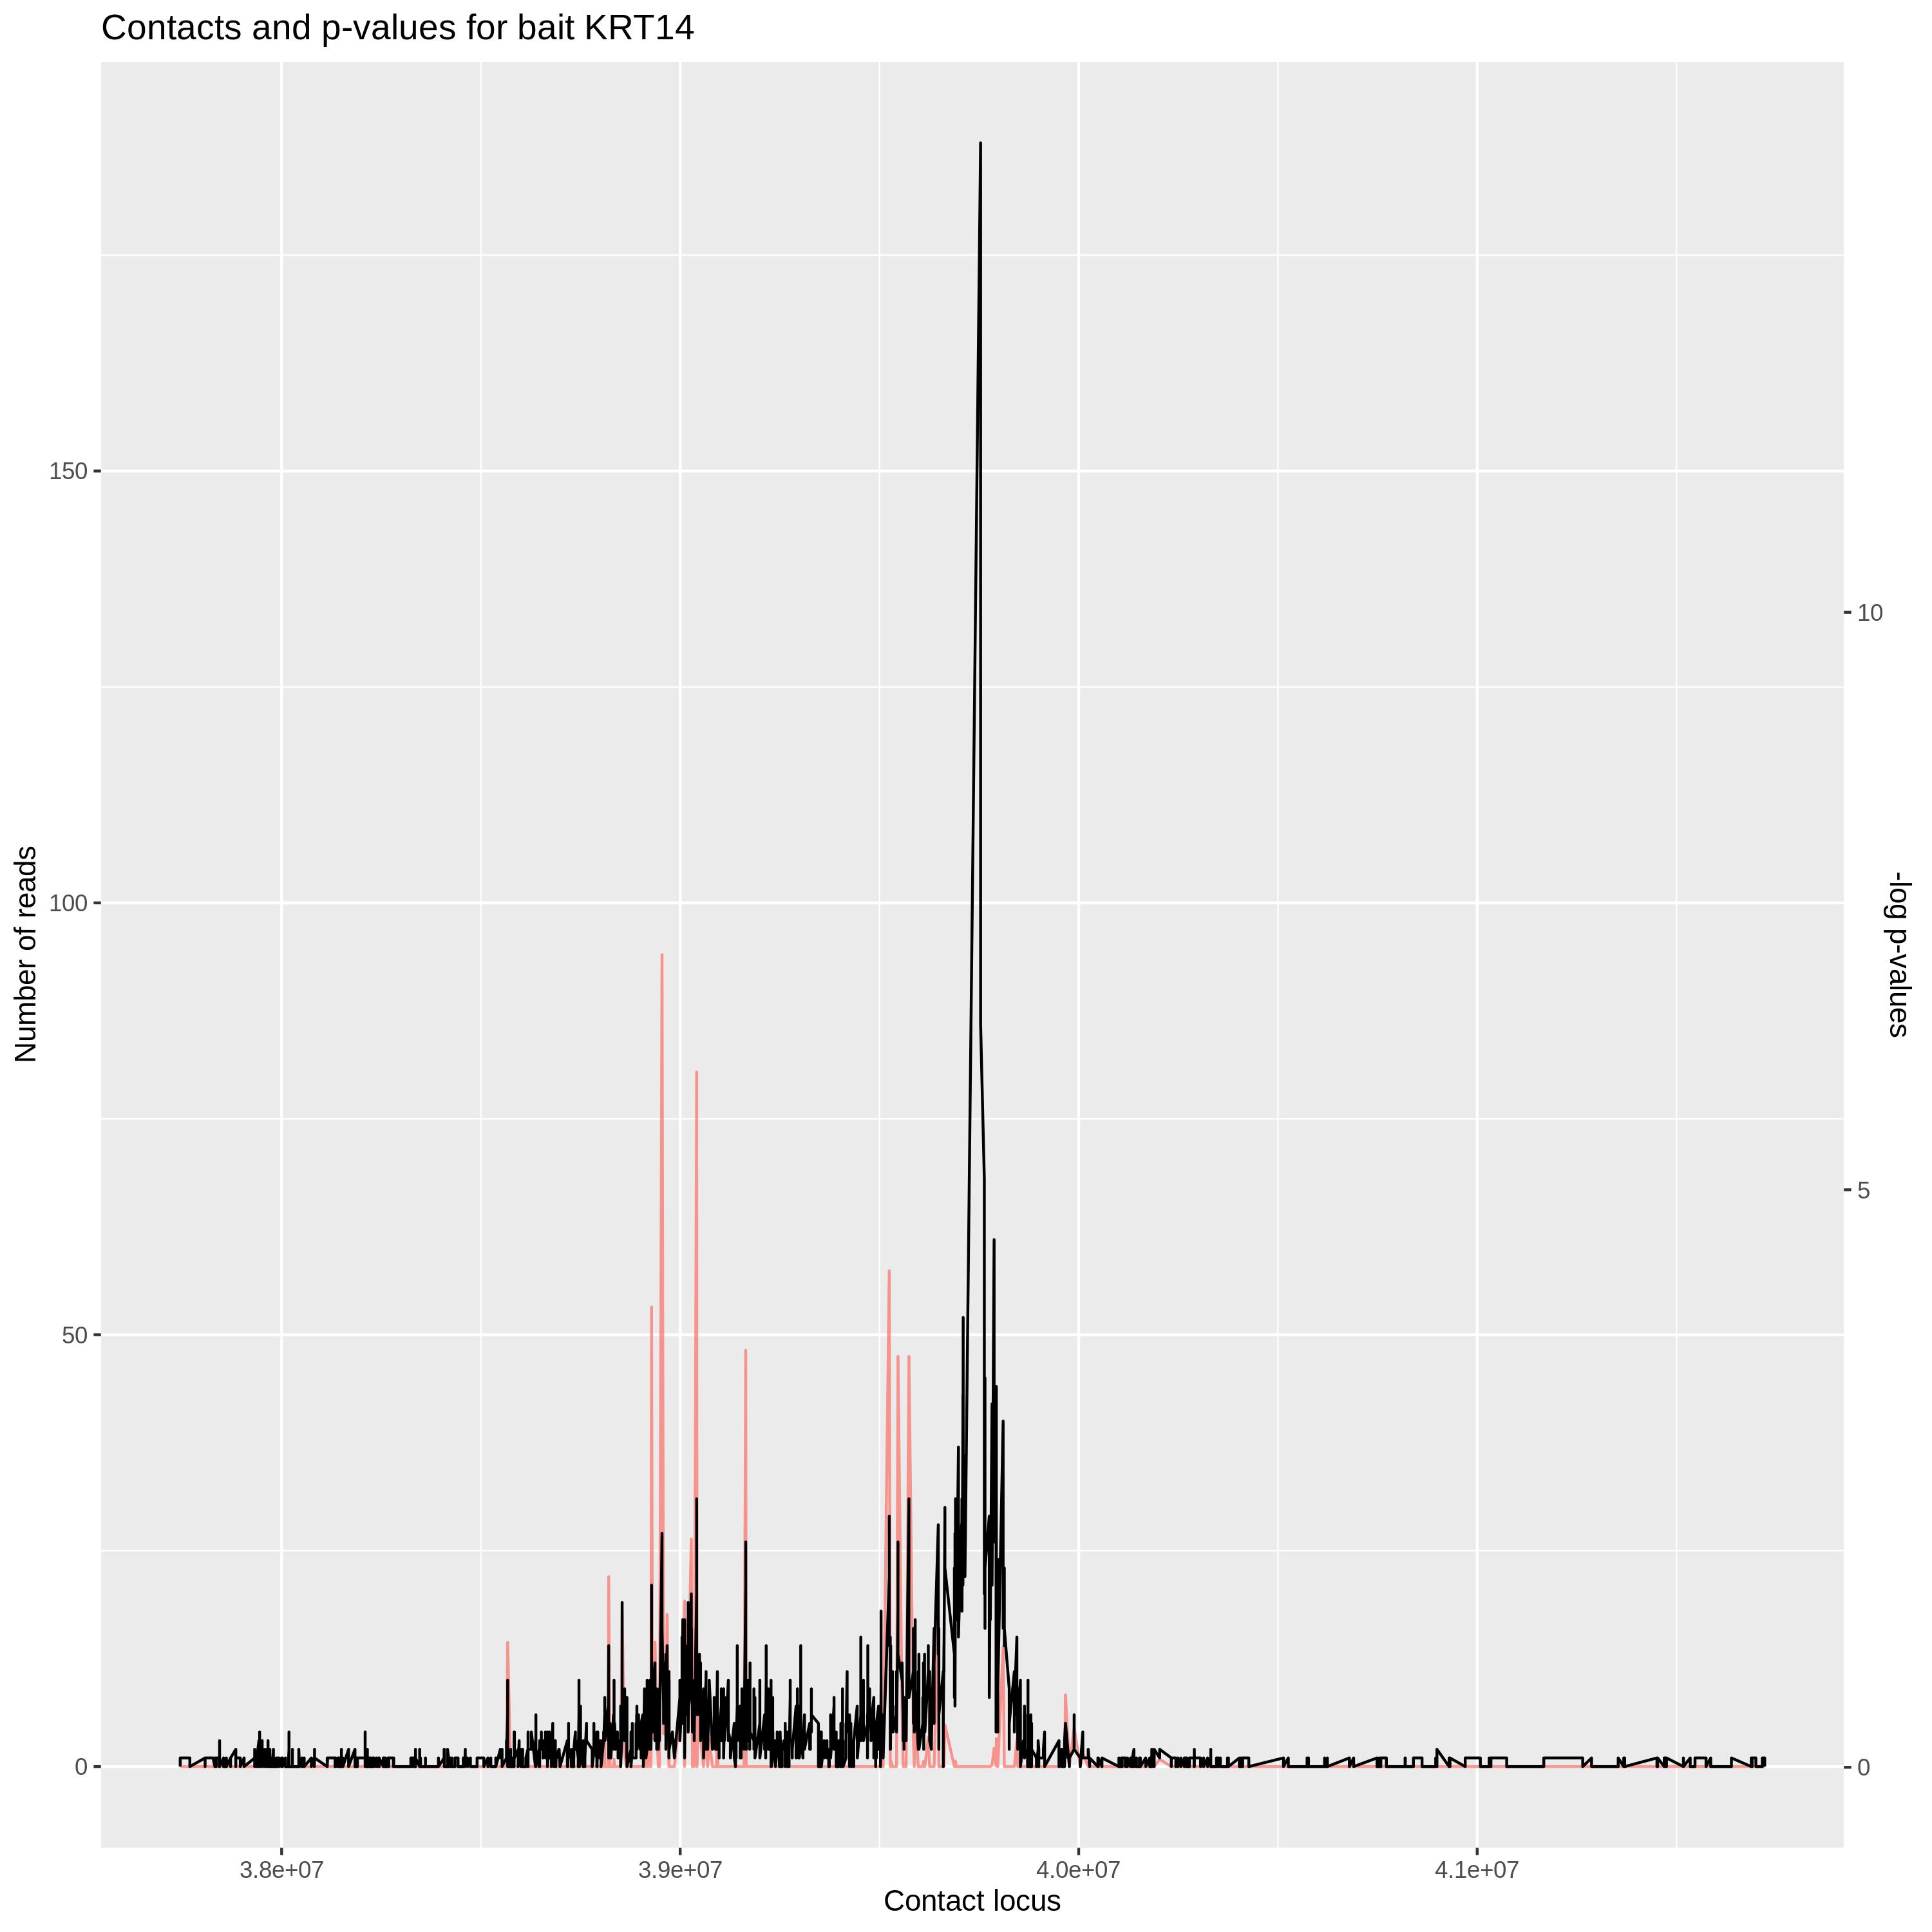 Contacts and p-values for bait KRT14
150
100
50
0
Number of reads
10
5
0
-log p-values
3.8e+07
3.9e+07
4.0e+07
4.1e+07
Contact locus